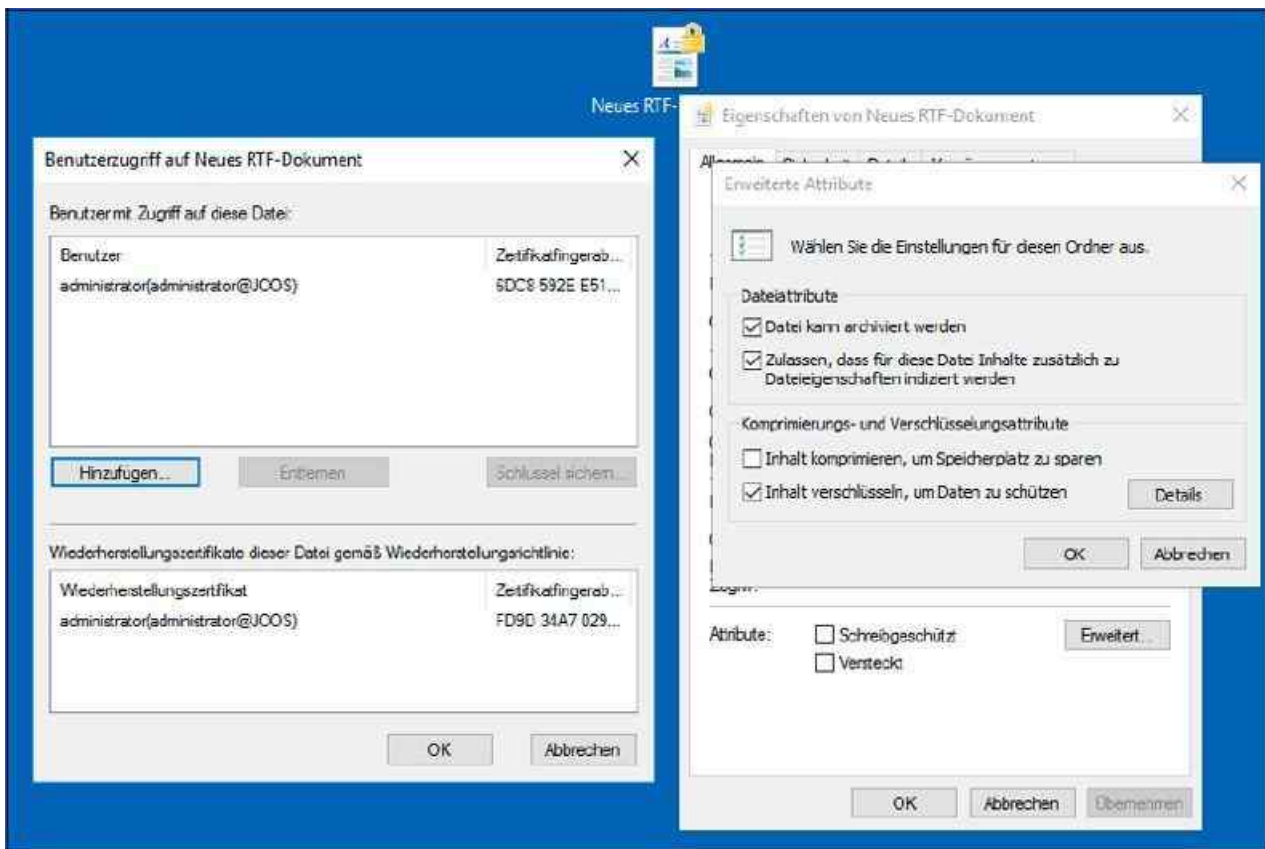 Neues RTF-
Benutzerzugriff auf Neues RTF-Dokument
Benutzer mit Zugriff auf diese Datei:
Benutzer
Zertifikatfingerab...
administrator(administrator@JOOS)
6DC8 592E E51...
Hinzufügen...
Entfernen
Schlüssel sichern...
Wiederherstellungszertifikate dieser Datei gemäß Wiederherstellungsrichtlinie:
Wiederherstellungszertifikat
Zertifikatfingerab...
administrator(administrator@JOOS)
FD9D 34A7 029...
OK
Abbrechen
Eigenschaften von Neues RTF-Dokument
Erweiterte Attribute
Wählen Sie die Einstellungen für diesen Ordner aus.
Dateiattribute
Datei kann archiviert werden
Zulassen, dass für diese Datei Inhalte zusätzlich zu
Dateieigenschaften indiziert werden
Komprimierungs- und Verschlüsselungsattribute
Inhalt komprimieren, um Speicherplatz zu sparen
Inhalt verschlüsseln, um Daten zu schützen
Details
OK
Abbrechen
Attribute:
Schreibgeschützt
Erweitert...
Versteckt
OK
Abbrechen
Übernehmen